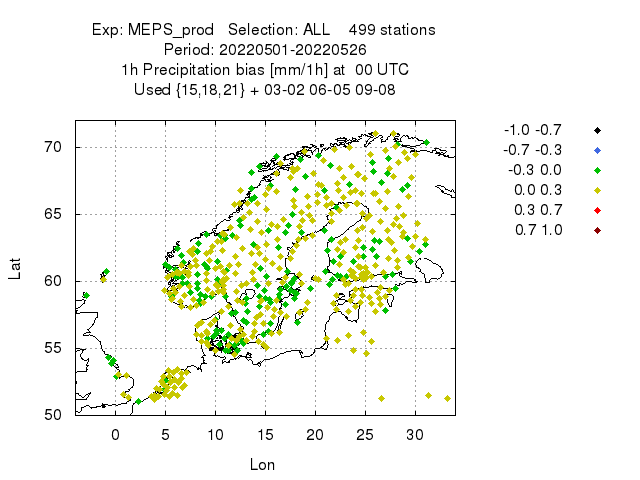 Exp: MEPS_prod   Selection: ALL    499 stations
Period: 20220501-20220526
1h Precipitation bias [mm/1h] at  00 UTC
Used {15,18,21} + 03-02 06-05 09-08
-1.0 -0.7
-0.7 -0.3
-0.3 0.0
0.0 0.3
0.3 0.7
0.7 1.0
70
65
60
55
50
Lat
0 5 10 15 20 25 30
Lon